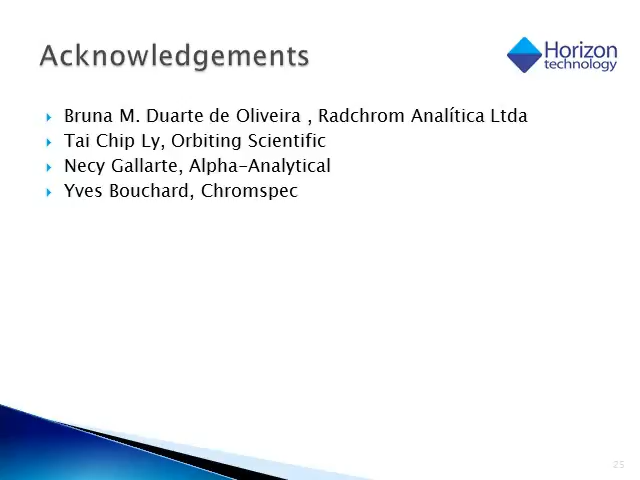 Acknowledgements
Horizon
technology
Bruna M. Duarte de Oliveira , Radchrom Analítica Ltda
Tai Chip Ly, Orbiting Scientific
Necy Gallarte, Alpha-Analytical
Yves Bouchard, Chromspec
25